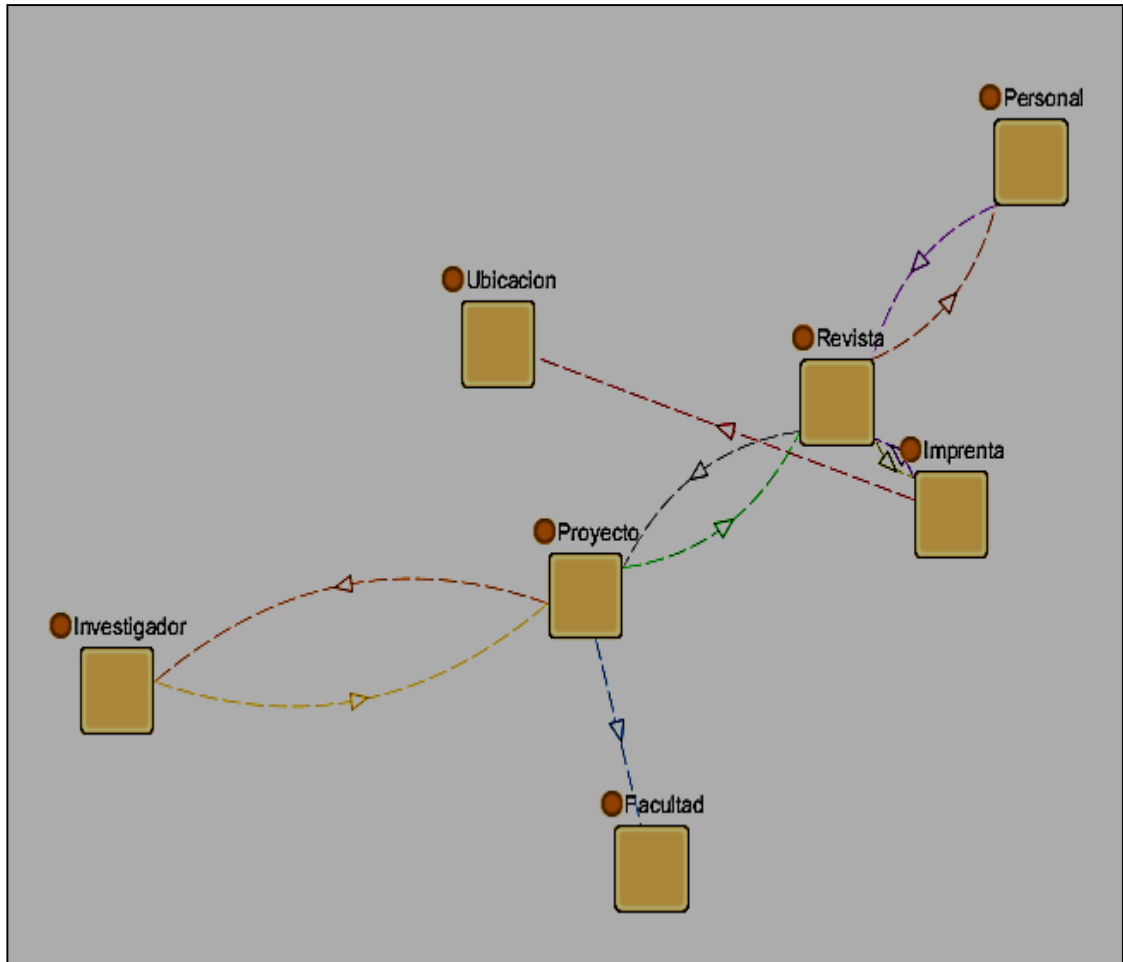 Personal
Ubicacion
Revista
Imprenta
Proyecto
Investigador
Facultad